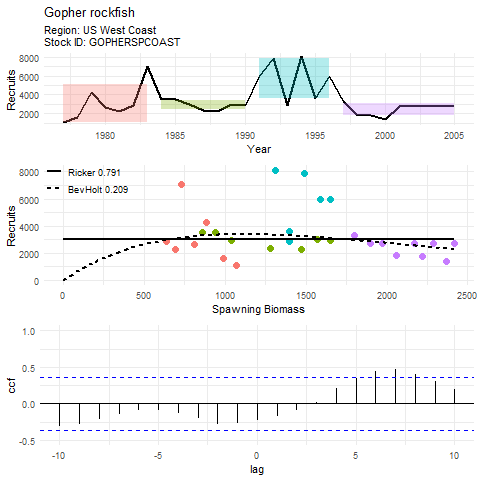 Gopher rockfish
Region: US West Coast
Stock ID: GOPHERSPCOAST
8000
6000
4000
2000
Recruits
1980 1985 1990 1995 2000 2005
Year
Ricker 0.791
BevHolt 0.209
8000
6000
4000
2000
0
Recruits
0 500 1000 1500 2000 2500
Spawning Biomass
1.0
0.5
0.0
-0.5
ccf
-10 -5 0 5 10
lag